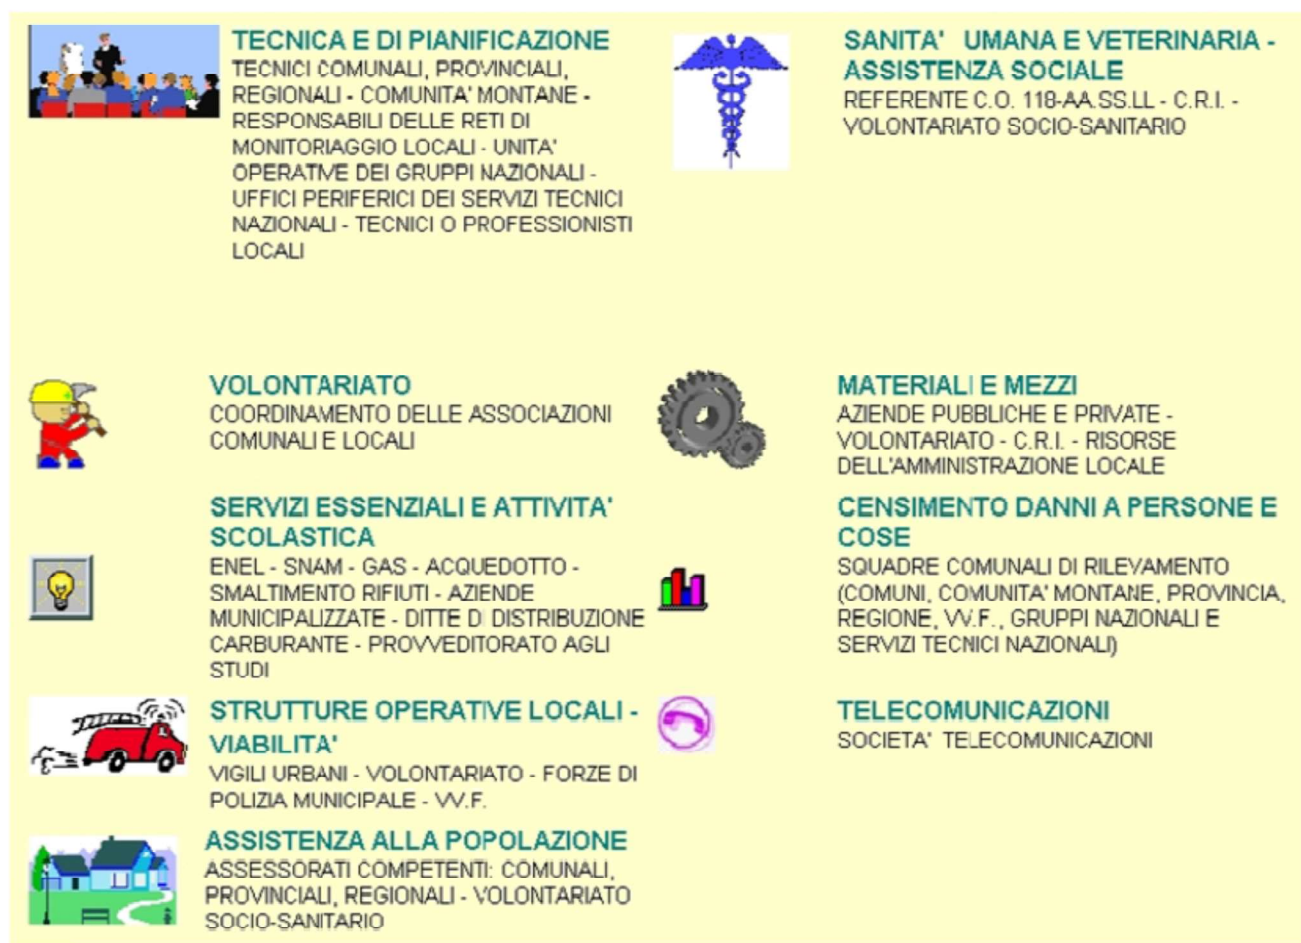 TECNICA E DI PIANIFICAZIONE
TECNICI COMUNALI, PROVINCIALI,
REGIONALI - COMUNITA' MONTANE -
RESPONSABILI DELLE RETI DI
MONITORIAGGIO LOCALI - UNITA'
OPERATIVE DEI GRUPPI NAZIONALI -
UFFICI PERIFERICI DEI SERVIZI TECNICI
NAZIONALI - TECNICI O PROFESSIONISTI
LOCALI
SANITA' UMANA E VETERINARIA -
ASSISTENZA SOCIALE
REFERENTE C.O. 118-AA.SS.LL - C.R.I. -
VOLONTARIATO SOCIO-SANITARIO
VOLONTARIATO
COORDINAMENTO DELLE ASSOCIAZIONI
COMUNALI E LOCALI
MATERIALI E MEZZI
AZIENDE PUBBLICHE E PRIVATE -
VOLONTARIATO - C.R.I. - RISORSE
DELL'AMMINISTRAZIONE LOCALE
SERVIZI ESSENZIALI E ATTIVITA'
SCOLASTICA
ENEL - SNAM - GAS - ACQUEDOTTO -
SMALTIMENTO RIFIUTI - AZIENDE
MUNICIPALIZZATE - DITTE DI DISTRIBUZIONE
CARBURANTE - PROVVEDITORATO AGLI
STUDI
CENSIMENTO DANNI A PERSONE E
COSE
SQUADRE COMUNALI DI RILEVAMENTO
(COMUNI, COMUNITA' MONTANE, PROVINCIA,
REGIONE, VV.F., GRUPPI NAZIONALI E
SERVIZI TECNICI NAZIONALI)
STRUTTURE OPERATIVE LOCALI -
VIABILITA'
VIGILI URBANI - VOLONTARIATO - FORZE DI
POLIZIA MUNICIPALE - VV.F.
TELECOMUNICAZIONI
SOCIETA' TELECOMUNICAZIONI
ASSISTENZA ALLA POPOLAZIONE
ASSESSORATI COMPETENTI: COMUNALI,
PROVINCIALI, REGIONALI - VOLONTARIATO
SOCIO-SANITARIO